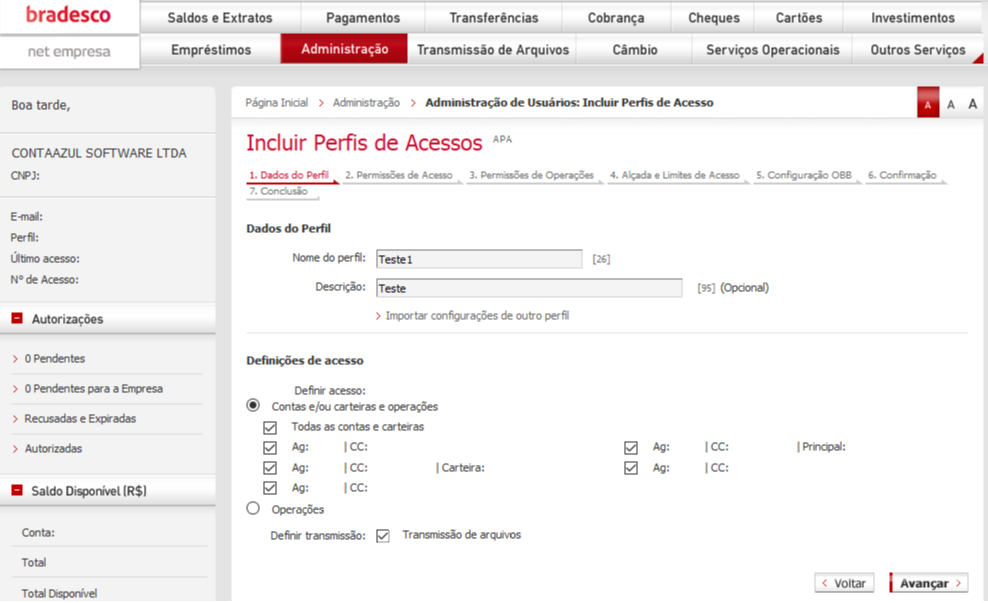 bradesco
net empresa
Saldos e Extratos Pagamentos Transferências Cobrança Cheques Cartões Investimentos
Empréstimos Administração Transmissão de Arquivos Câmbio Serviços Operacionais Outros Serviços
Boa tarde,
CONTAAZUL SOFTWARE LTDA
CNPJ:
E-mail:
Perfil:
Último acesso:
Nº de Acesso:
Autorizações
> 0 Pendentes
> 0 Pendentes para a Empresa
> Recusadas e Expiradas
> Autorizadas
Saldo Disponível (R$)
Conta:
Total
Total Disponível
Página Inicial > Administração > Administração de Usuários: Incluir Perfis de Acesso
A A A
Incluir Perfis de Acessos APA
1. Dados do Perfil 2. Permissões de Acesso 3. Permissões de Operações 4. Alçada e Limites de Acesso 5. Configuração OBB 6. Confirmação
7. Conclusão
Dados do Perfil
Nome do perfil: Teste1 [26]
Descrição: Teste [95] (Opcional)
> Importar configurações de outro perfil
Definições de acesso
Definir acesso:
Contas e/ou carteiras e operações
Todas as contas e carteiras
Ag: | CC: Ag: | CC: | Principal:
Ag: | CC: | Carteira: Ag: | CC:
Ag: | CC:
Operações
Definir transmissão: Transmissão de arquivos
< Voltar Avançar >